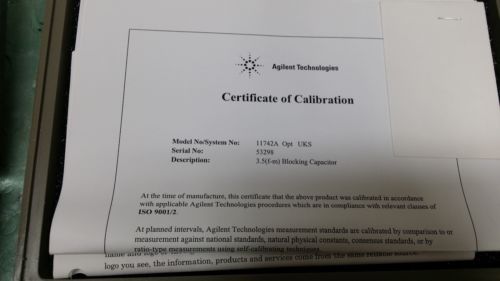 Agilent Technologies
Certificate of Calibration
Model No/System No: 11742A Opt UKS
Serial No: 53298
Description: 3.5(f-m) Blocking Capacitor
At the time of manufacture, this certificate that the above product was calibrated in accordance
with applicable Agilent Technologies procedures which are in compliance with relevant clauses of
ISO 9001/2.
At planned intervals, Agilent Technologies measurement standards are calibrated by comparison to or
measurement against national standards, natural physical constants, consensus standards, or by
ratio-type measurements using self-calibrating techniques.
name and logo
logo you see, the information, products and services come from the same reliable